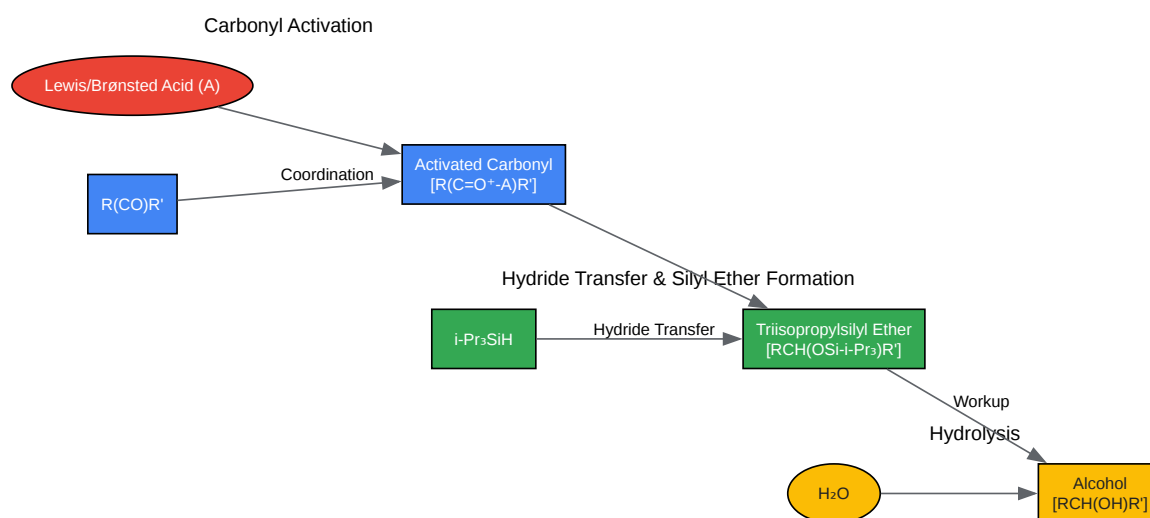 Carbonyl Activation
Lewis/Brønsted Acid (A)
Activated Carbonyl
[R(C=O⁺-A)R']
Coordination
R(CO)R'
Hydride Transfer & Silyl Ether Formation
i-Pr₃SiH
Hydride Transfer
Triisopropylsilyl Ether
[RCH(OSi-i-Pr₃)R']
Workup
Hydrolysis
H₂O
Alcohol
[RCH(OH)R']